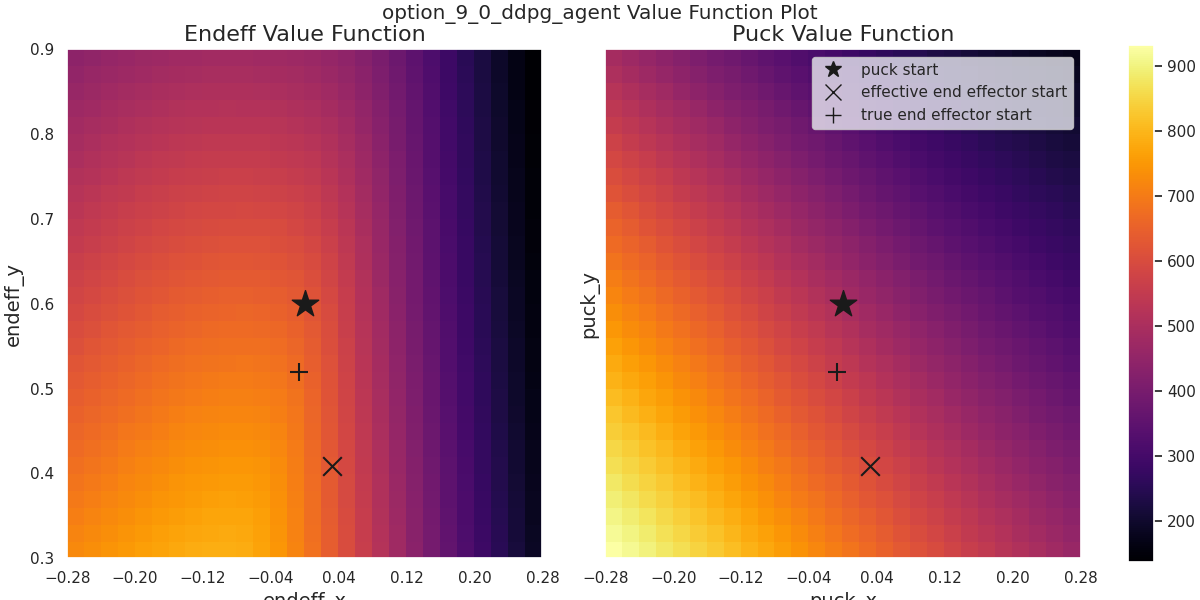 option_9_0_ddpg_agent Value Function Plot
Endeff Value Function
Puck Value Function
puck start
effective end effector start
true end effector start
endeff_y
0.9
0.8
0.7
0.6
0.5
0.4
0.3
−0.28 −0.20 −0.12 −0.04 0.04 0.12 0.20 0.28
endeff_x
puck_y
−0.28 −0.20 −0.12 −0.04 0.04 0.12 0.20 0.28
puck_x
900
800
700
600
500
400
300
200